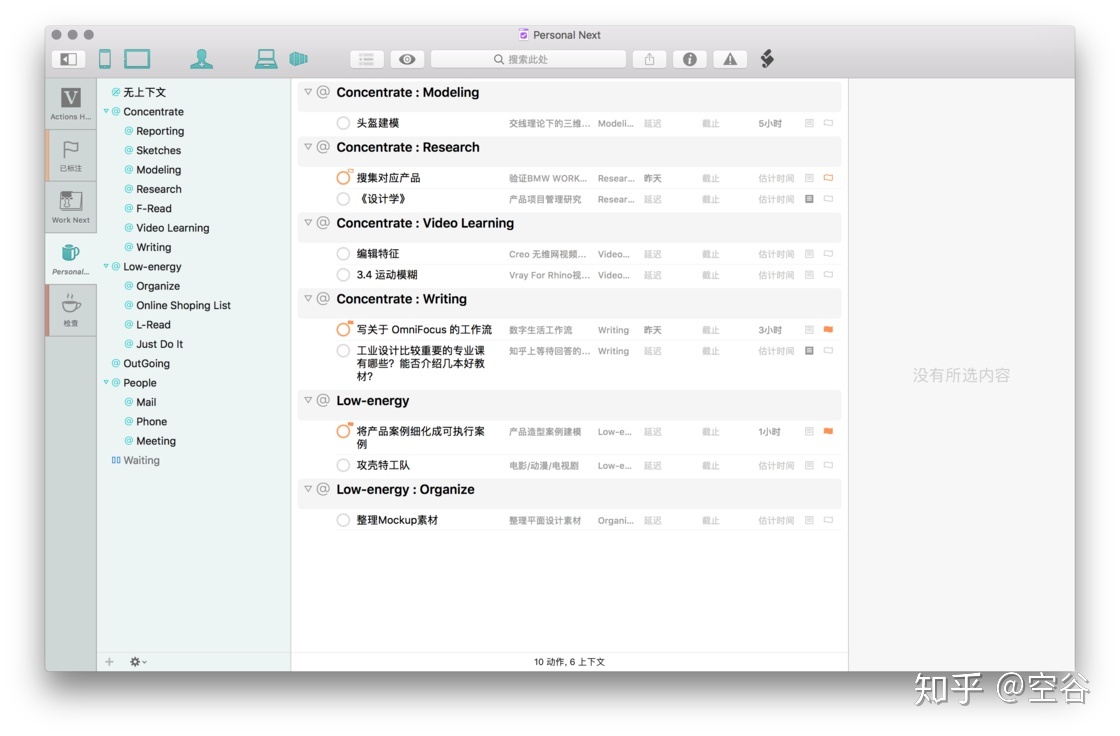 Personal Next
搜索此处
Actions H...
已标注
Work Next
Personal...
检查
无上下文
Concentrate
Reporting
Sketches
Modeling
Research
F-Read
Video Learning
Writing
Low-energy
Organize
Online Shoping List
L-Read
Just Do It
OutGoing
People
Mail
Phone
Meeting
Waiting
Concentrate : Modeling
头盔建模 交线理论下的三维... Modeli... 延迟 截止 5小时
Concentrate : Research
搜集对应产品 验证BMW WORK... Resear... 昨天 截止 估计时间
《设计学》 产品项目管理研究 Resear... 延迟 截止 估计时间
Concentrate : Video Learning
编辑特征 Creo 无维网视频... Video... 延迟 截止 估计时间
3.4 运动模糊 Vray For Rhino视... Video... 延迟 截止 估计时间
Concentrate : Writing
写关于 OmniFocus 的工作流 数字生活工作流 Writing 昨天 截止 3小时
工业设计比较重要的专业课 知乎上等待回答的... Writing 延迟 截止 估计时间
有哪些？能否介绍几本好教
材？
Low-energy
将产品案例细化成可执行案 产品造型案例建模 Low-e... 延迟 截止 1小时
例
攻壳特工队 电影/动漫/电视剧 Low-e... 延迟 截止 估计时间
Low-energy : Organize
整理Mockup素材 整理平面设计素材 Organi... 延迟 截止 估计时间
10 动作, 6 上下文
没有所选内容
知乎 @空谷